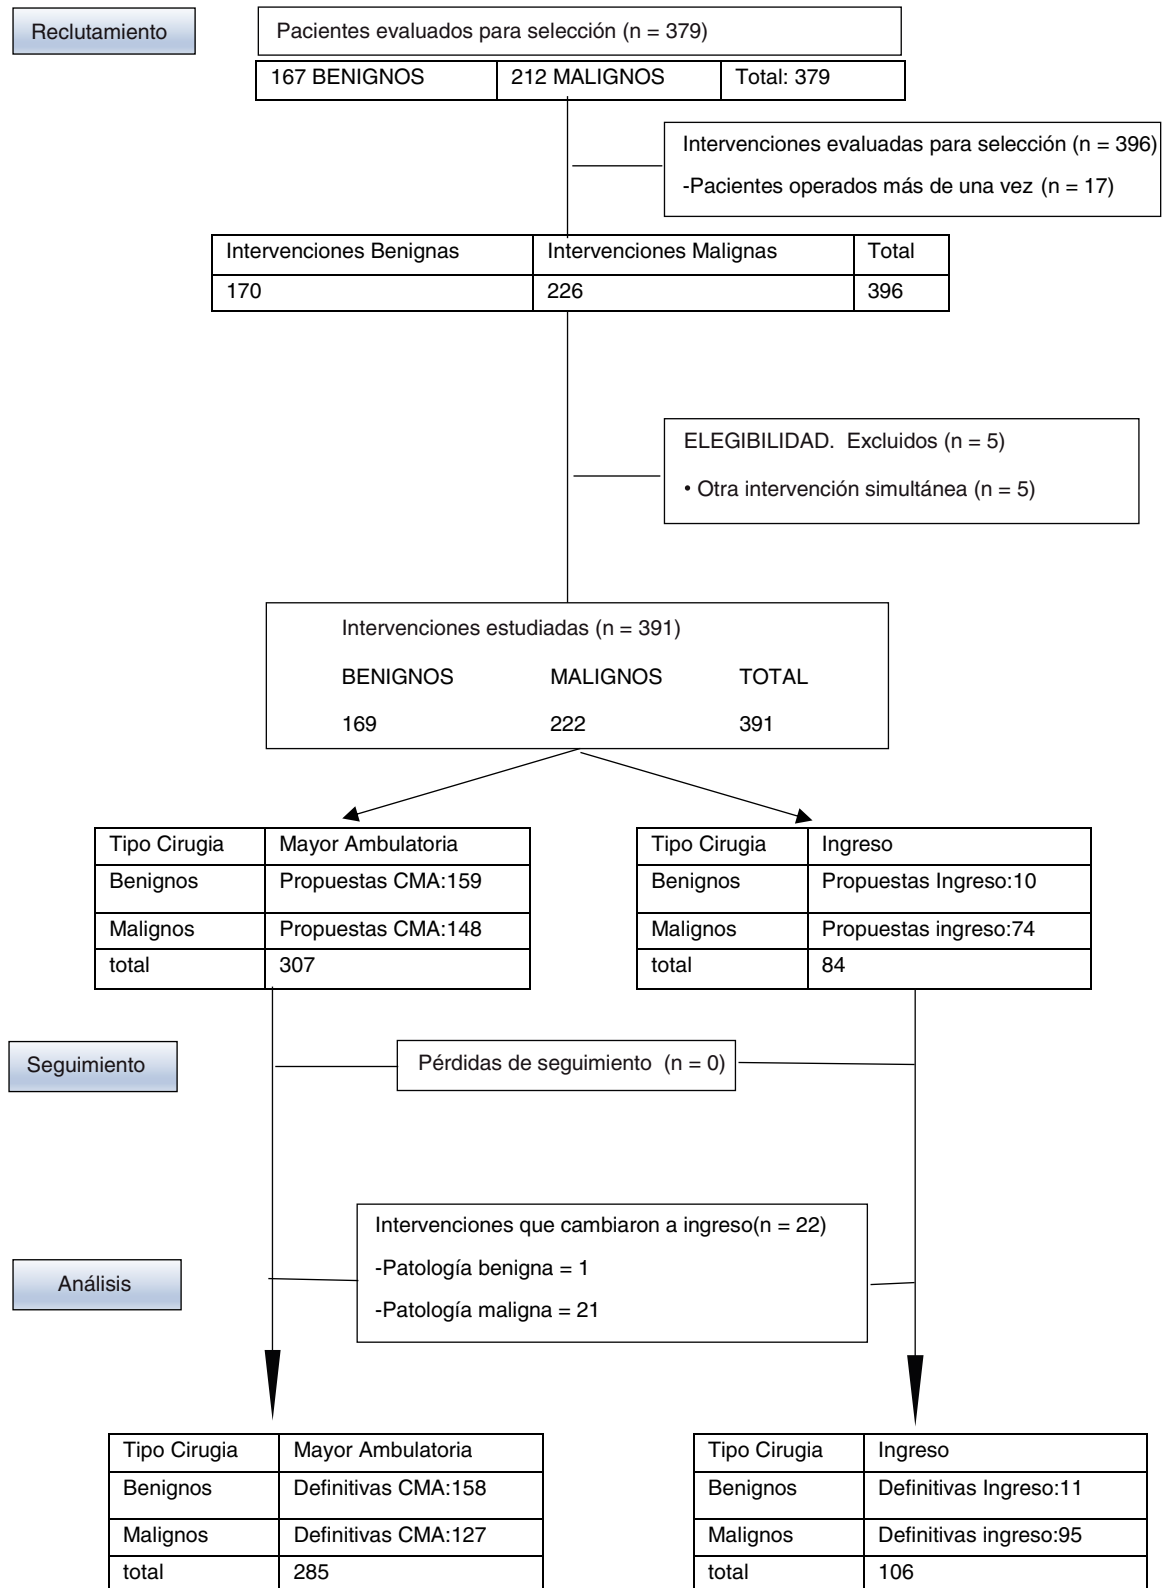 Reclutamiento
Pacientes evaluados para selección (n = 379)
167 BENIGNOS 212 MALIGNOS Total: 379
Intervenciones evaluadas para selección (n = 396)
-Pacientes operados más de una vez (n = 17)
Intervenciones Benignas Intervenciones Malignas Total
170 226 396
ELEGIBILIDAD. Excluidos (n = 5)
• Otra intervención simultánea (n = 5)
Intervenciones estudiadas (n = 391)
BENIGNOS MALIGNOS TOTAL
169 222 391
Tipo Cirugia Mayor Ambulatoria
Benignos Propuestas CMA:159
Malignos Propuestas CMA:148
total 307
Tipo Cirugia Ingreso
Benignos Propuestas Ingreso:10
Malignos Propuestas ingreso:74
total 84
Seguimiento
Pérdidas de seguimiento (n = 0)
Análisis
Intervenciones que cambiaron a ingreso(n = 22)
-Patología benigna = 1
-Patología maligna = 21
Tipo Cirugia Mayor Ambulatoria
Benignos Definitivas CMA:158
Malignos Definitivas CMA:127
total 285
Tipo Cirugia Ingreso
Benignos Definitivas Ingreso:11
Malignos Definitivas ingreso:95
total 106